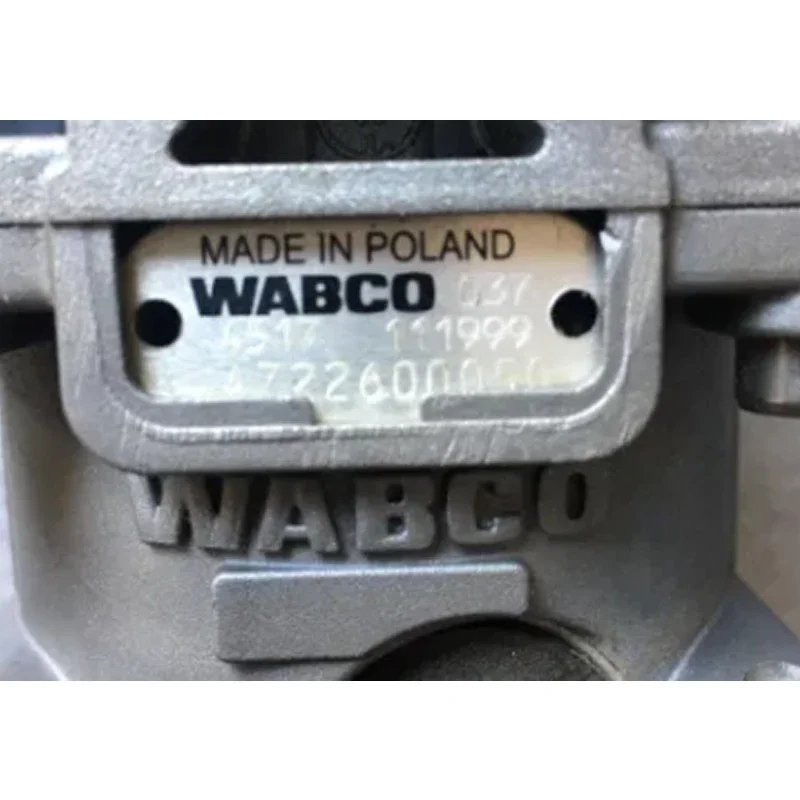 MADE IN POLAND
WABCO 037
4517 111999
4722600050
WABCO